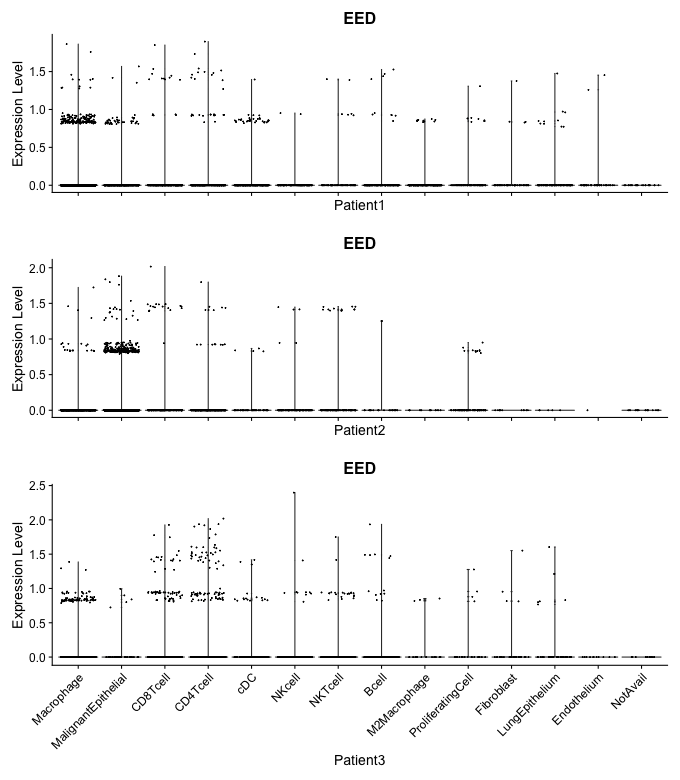 EED
Expression Level
1.5
1.0
0.5
0.0
Patient1
EED
Expression Level
2.0
1.5
1.0
0.5
0.0
Patient2
EED
Expression Level
2.5
2.0
1.5
1.0
0.5
0.0
Macrophage
MalignantEpithelial
CD8Tcell
CD4Tcell
cDC
NKcell
NKTcell
Bcell
M2Macrophage
ProliferatingCell
Fibroblast
LungEpithelium
Endothelium
NotAvail
Patient3